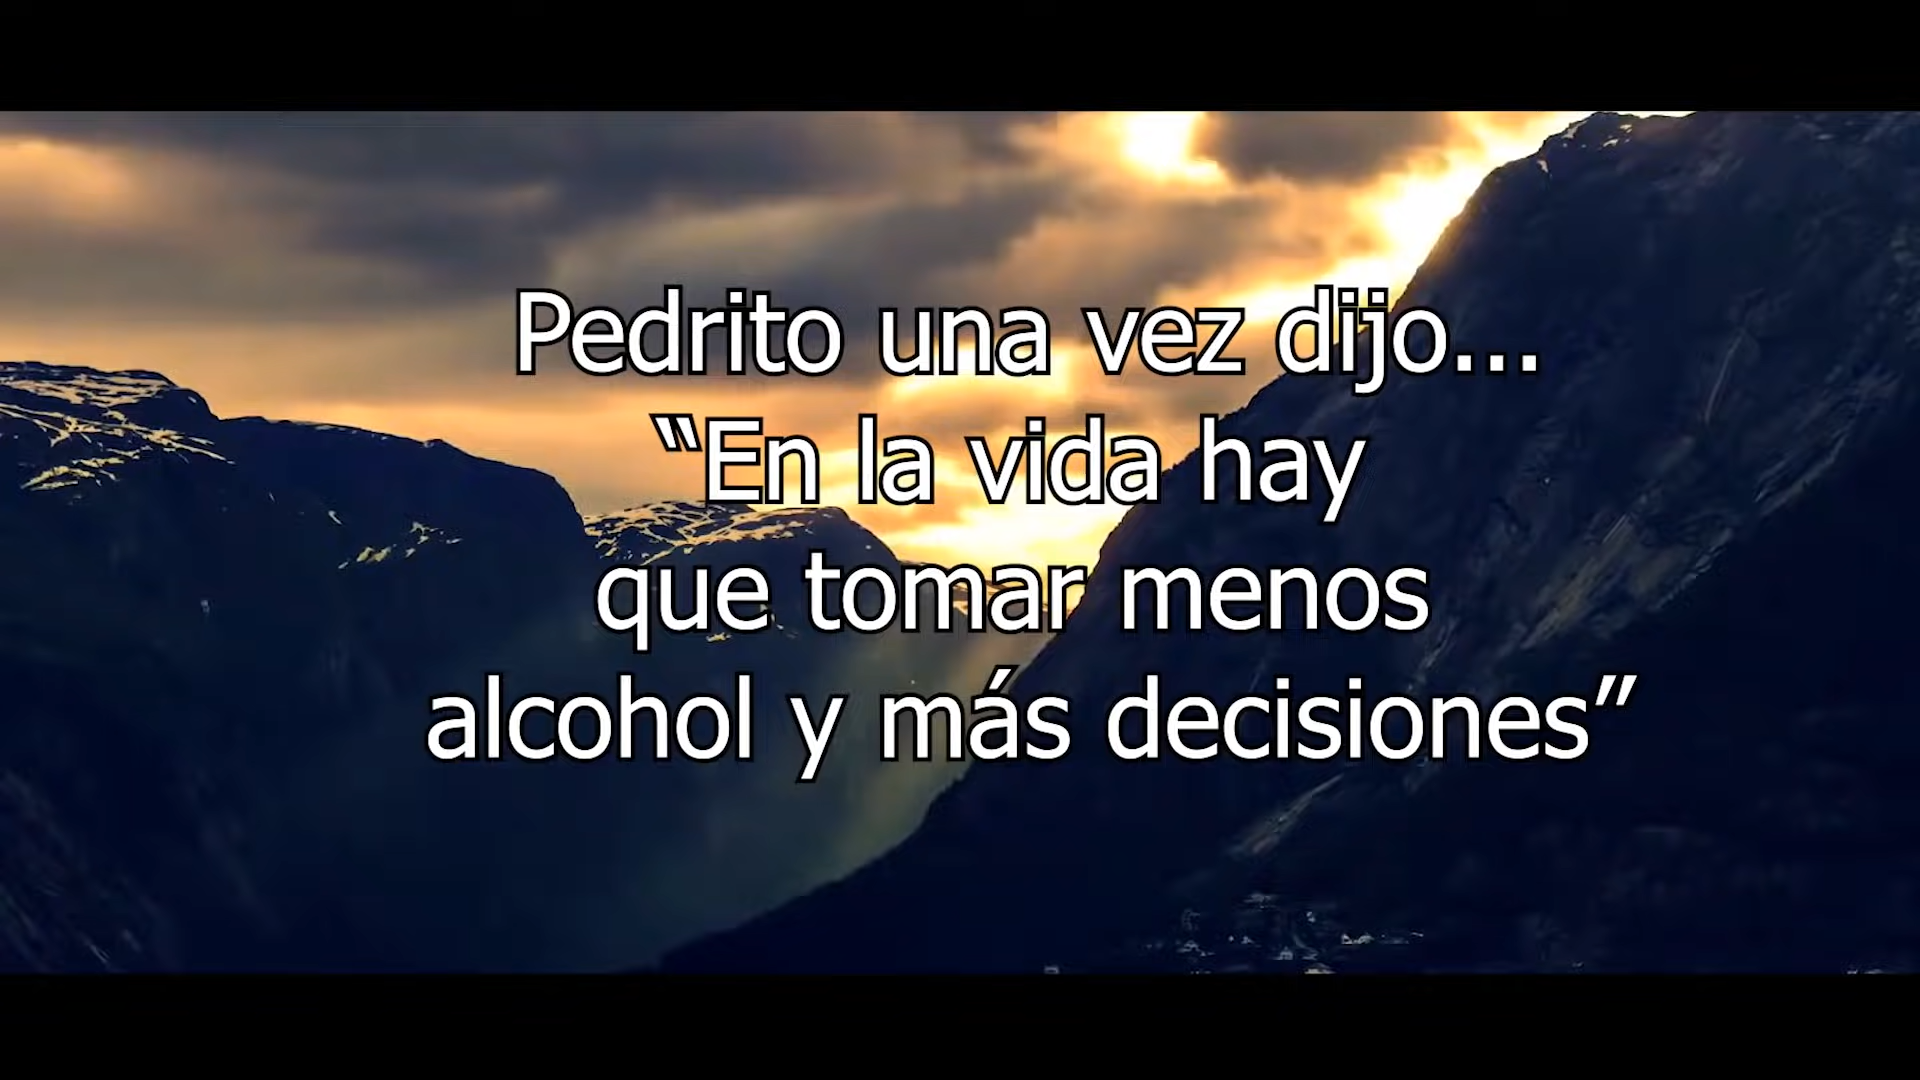 Pedrito una vez dijo...
“En la vida hay
que tomar menos
alcohol y más decisiones”